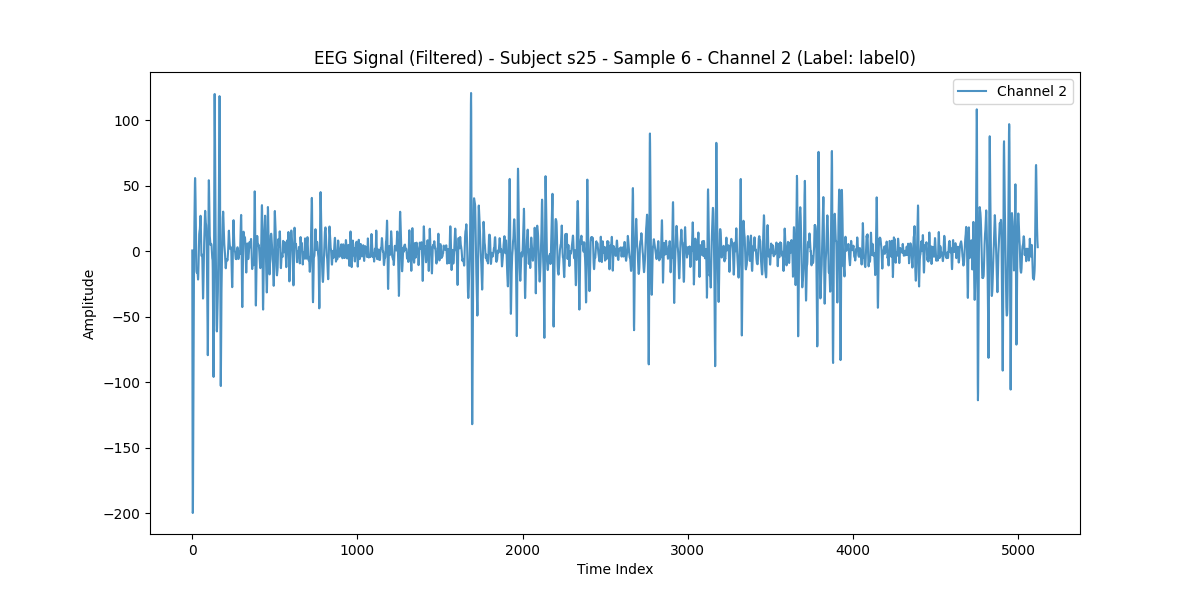 EEG Signal (Filtered) - Subject s25 - Sample 6 - Channel 2 (Label: label0)
Channel 2
Amplitude
100
50
0
−50
−100
−150
−200
0 1000 2000 3000 4000 5000
Time Index